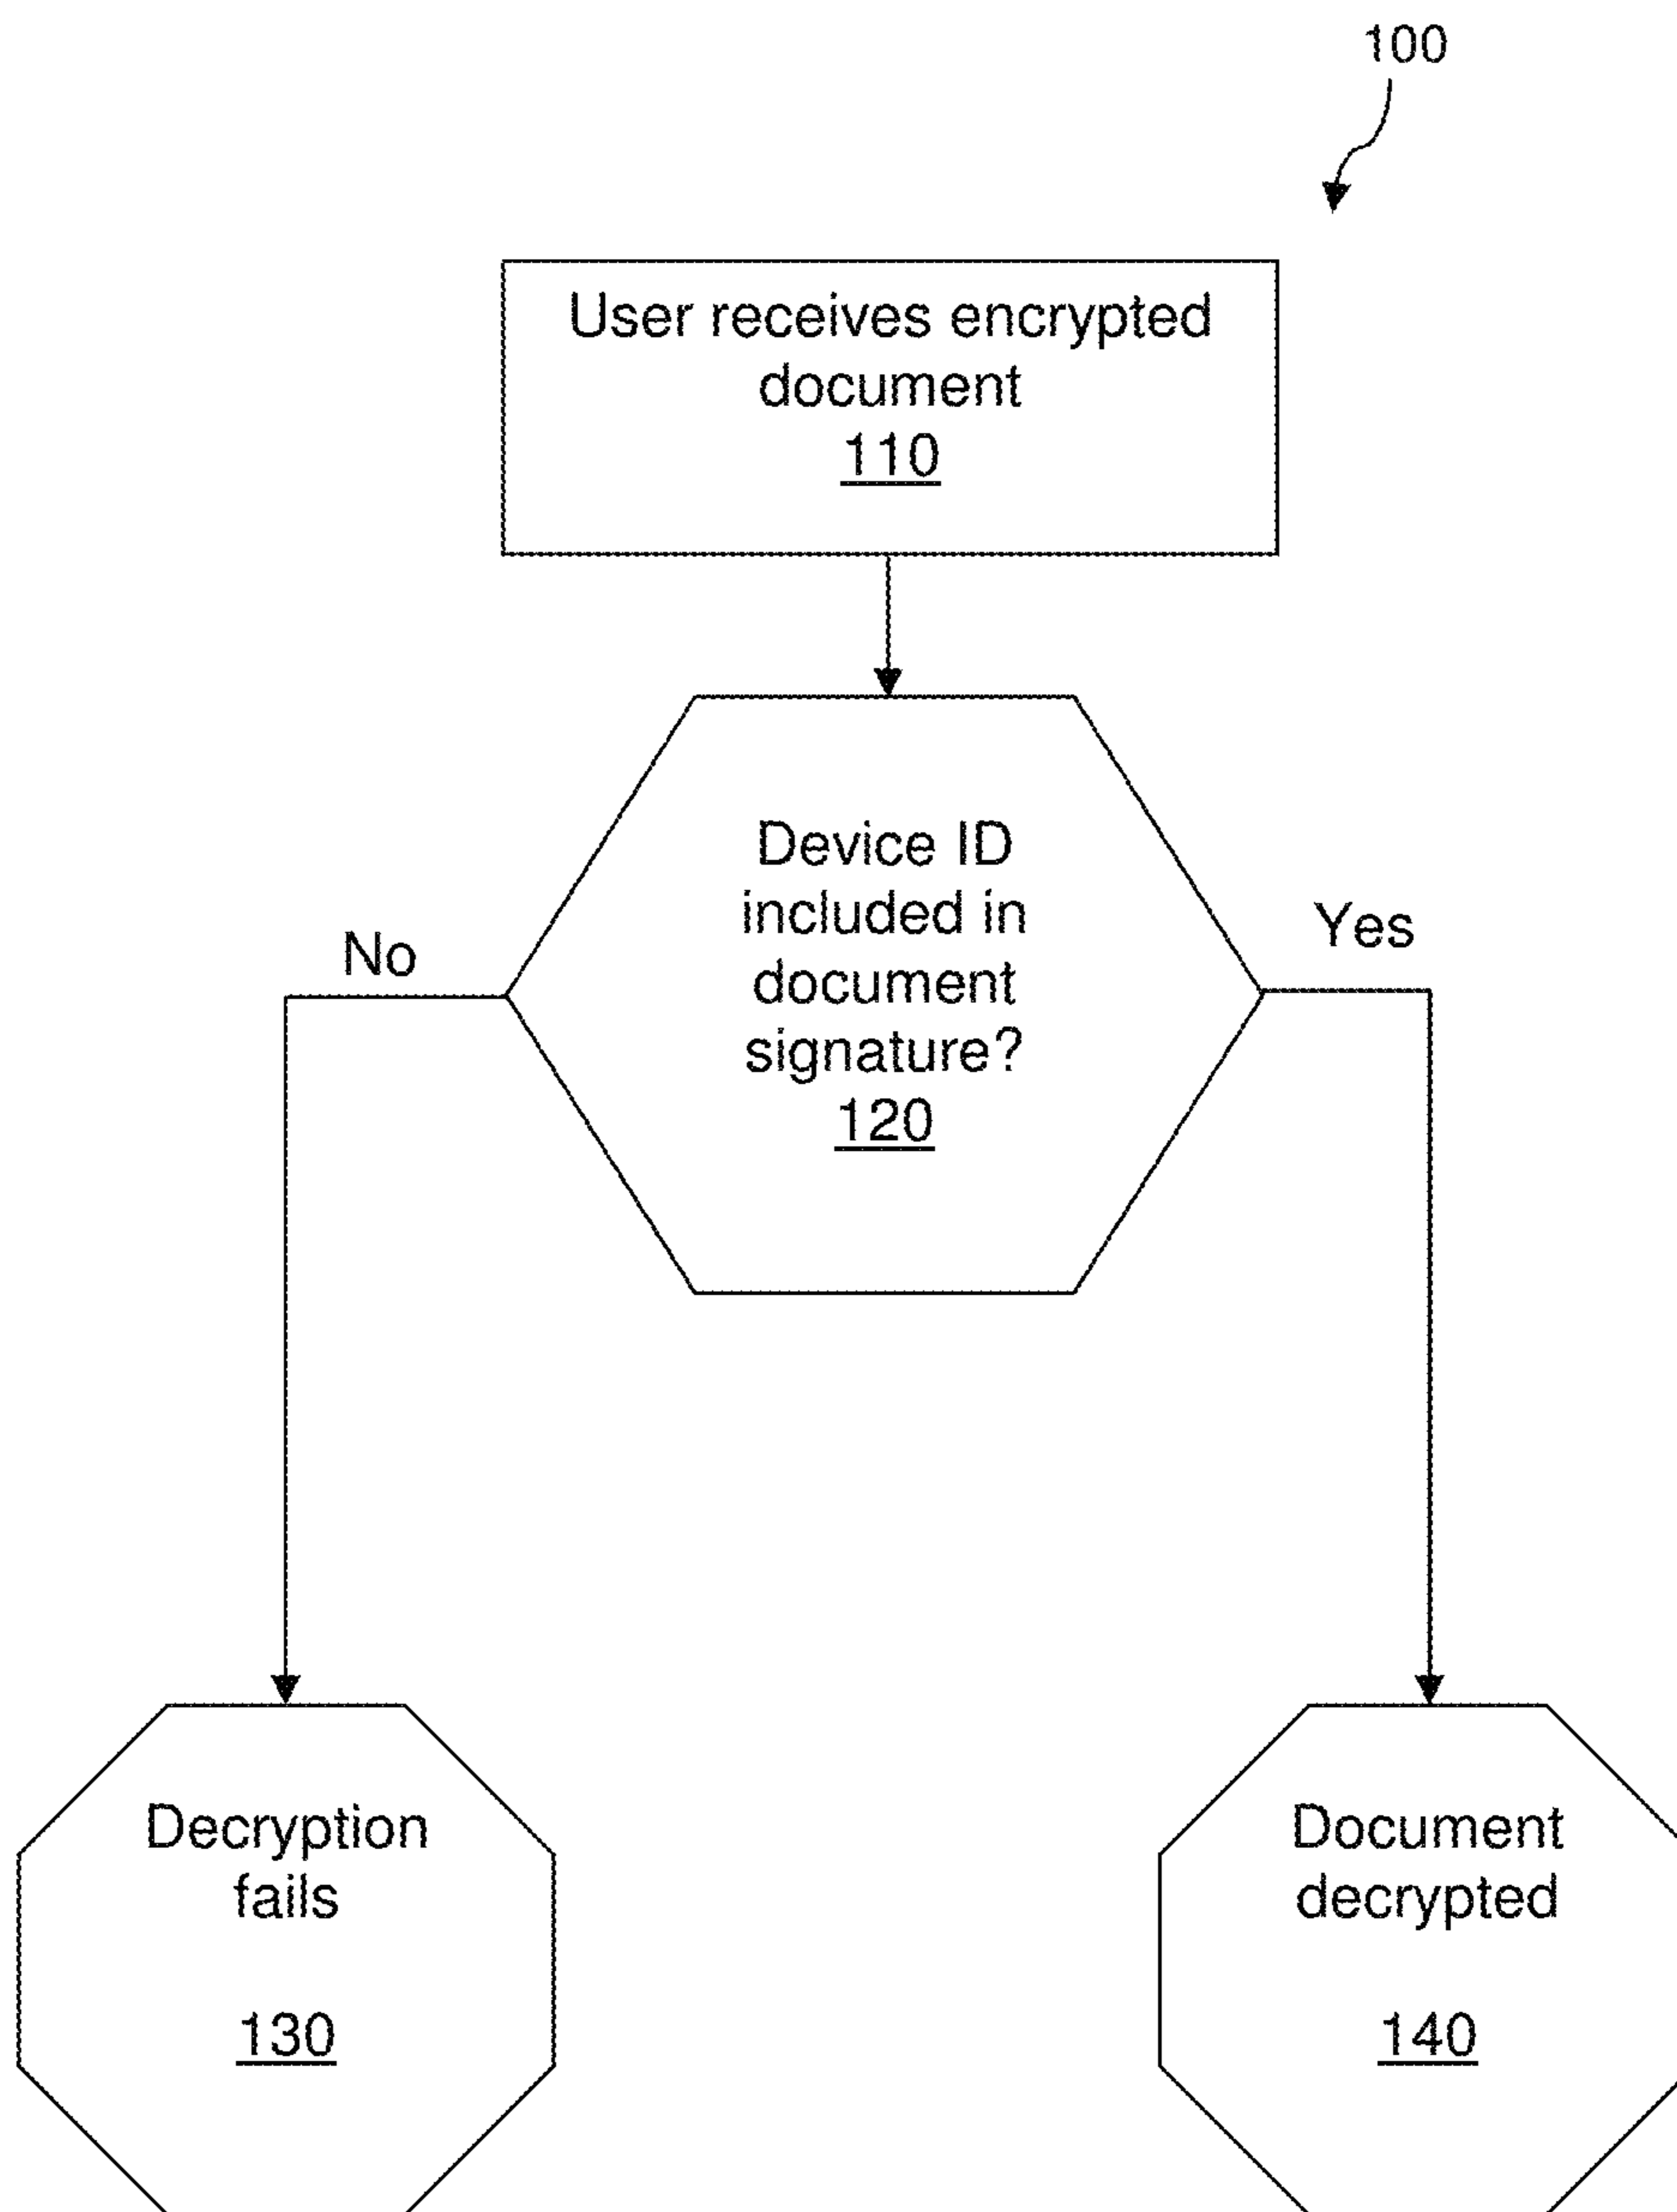 100
User receives encrypted
document
110
Device ID
included in
document
signature?
120
No
Yes
Decryption
fails
130
Document
decrypted
140